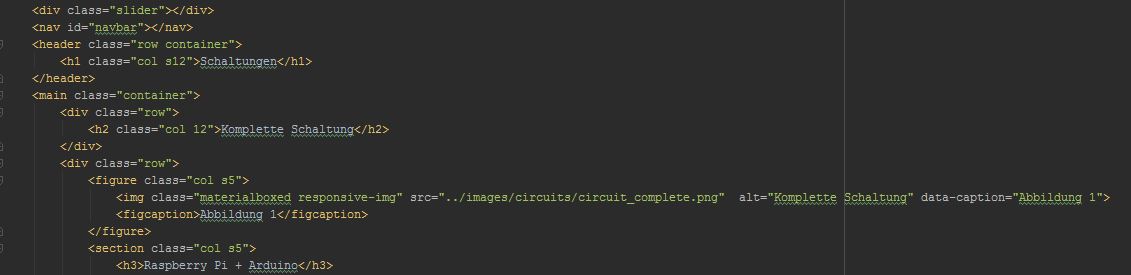 <div class="slider"></div>
<nav id="navbar"></nav>
<header class="row container">
<h1 class="col s12">Schaltungen</h1>
</header>
<main class="container">
<div class="row">
<h2 class="col 12">Komplette Schaltung</h2>
</div>
<div class="row">
<figure class="col s5">
<img class="materialboxed responsive-img" src="../images/circuits/circuit_complete.png"  alt="Komplette Schaltung" data-caption="Abbildung 1">
<figcaption>Abbildung 1</figcaption>
</figure>
<section class="col s5">
<h3>Raspberry Pi + Arduino</h3>